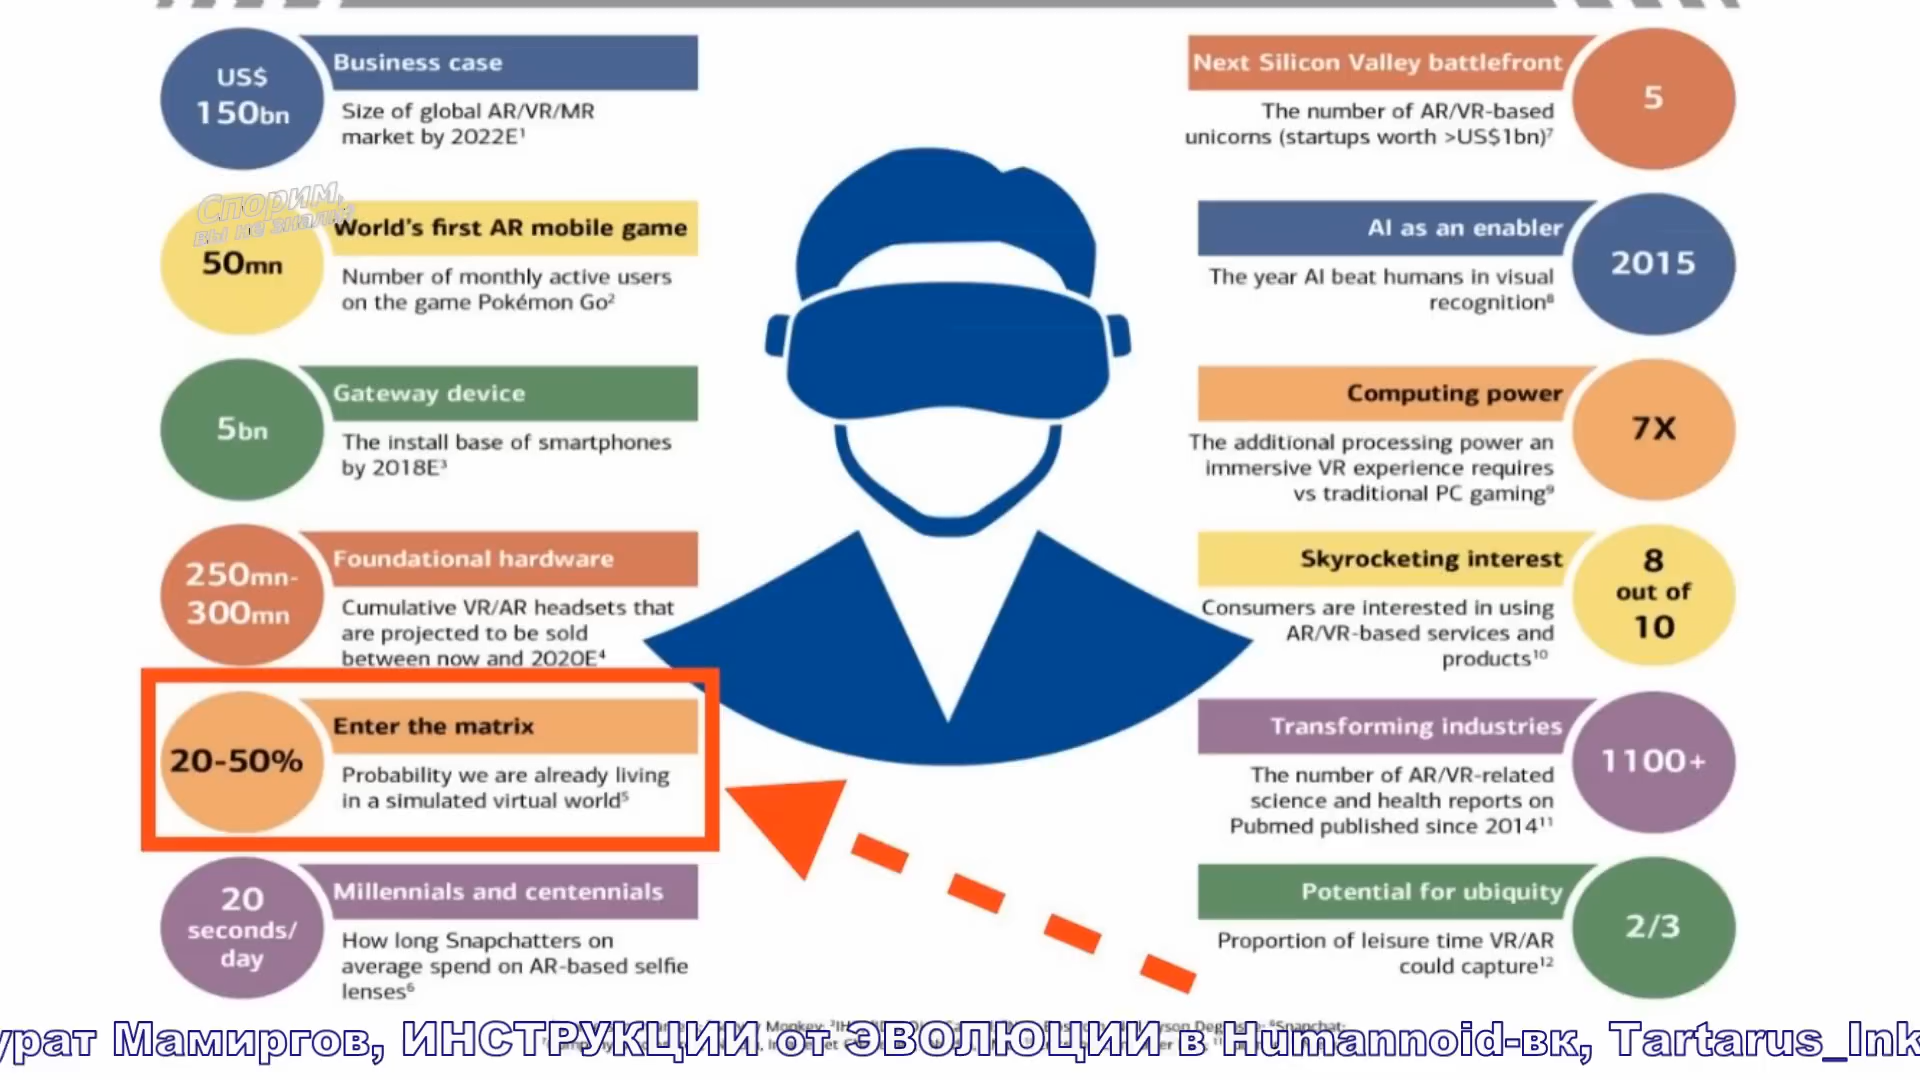 US$
150bn
Business case
Size of global AR/VR/MR
market by 2022E¹
Спорим,
вы не знали?
50mn
World's first AR mobile game
Number of monthly active users
on the game Pokémon Go²
5bn
Gateway device
The install base of smartphones
by 2018E³
250mn-
300mn
Foundational hardware
Cumulative VR/AR headsets that
are projected to be sold
between now and 2020E⁴
20-50%
Enter the matrix
Probability we are already living
in a simulated virtual world⁵
20
seconds/
day
Millennials and centennials
How long Snapchatters on
average spend on AR-based selfie
lenses⁶
Next Silicon Valley battlefront
5
The number of AR/VR-based
unicorns (startups worth >US$1bn)⁷
AI as an enabler
2015
The year AI beat humans in visual
recognition⁸
Computing power
7X
The additional processing power an
immersive VR experience requires
vs traditional PC gaming⁹
Skyrocketing interest
8
out of
10
Consumers are interested in using
AR/VR-based services and
products¹⁰
Transforming industries
1100+
The number of AR/VR-related
science and health reports on
Pubmed published since 2014¹¹
Potential for ubiquity
2/3
Proportion of leisure time VR/AR
could capture¹²
урат Мамиргов, ИНСТРУКЦИИ от ЭВОЛЮЦИИ в Humannoid-вк, Tartarus_Ink